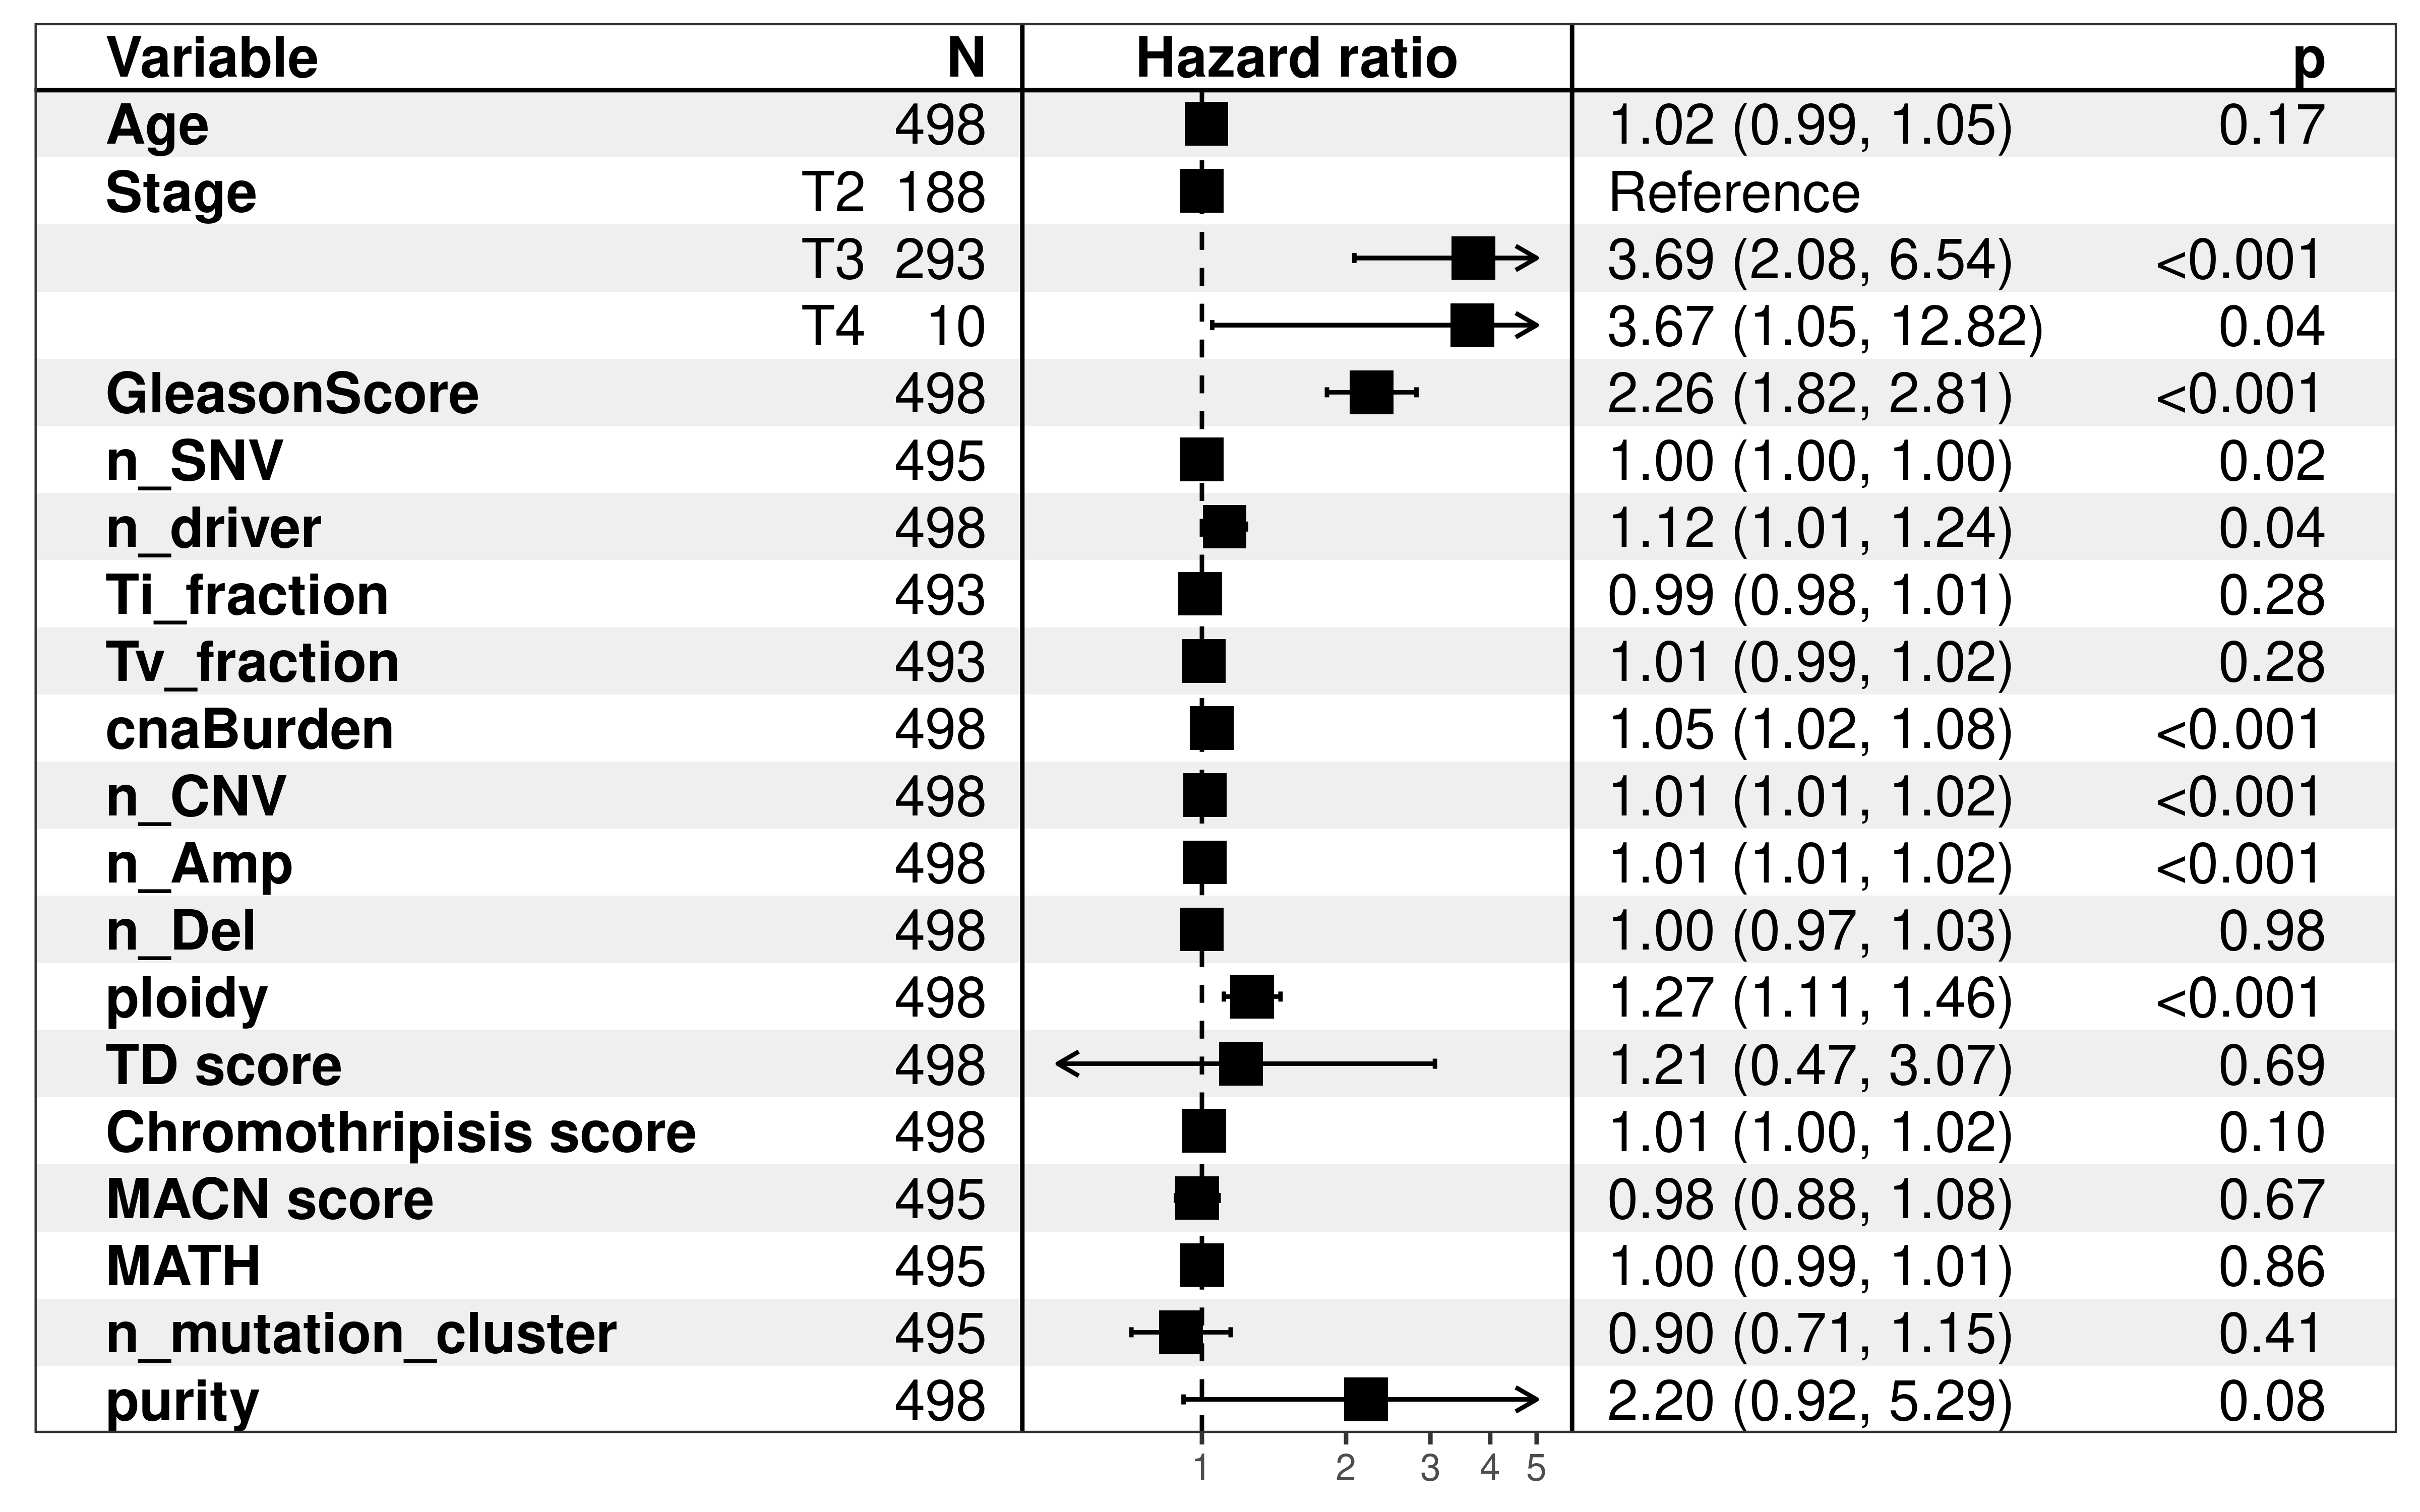 Variable N Hazard ratio p
Age 498 1.02 (0.99, 1.05) 0.17
Stage T2 188 Reference
T3 293 3.69 (2.08, 6.54) <0.001
T4 10 3.67 (1.05, 12.82) 0.04
GleasonScore 498 2.26 (1.82, 2.81) <0.001
n_SNV 495 1.00 (1.00, 1.00) 0.02
n_driver 498 1.12 (1.01, 1.24) 0.04
Ti_fraction 493 0.99 (0.98, 1.01) 0.28
Tv_fraction 493 1.01 (0.99, 1.02) 0.28
cnaBurden 498 1.05 (1.02, 1.08) <0.001
n_CNV 498 1.01 (1.01, 1.02) <0.001
n_Amp 498 1.01 (1.01, 1.02) <0.001
n_Del 498 1.00 (0.97, 1.03) 0.98
ploidy 498 1.27 (1.11, 1.46) <0.001
TD score 498 1.21 (0.47, 3.07) 0.69
Chromothripisis score 498 1.01 (1.00, 1.02) 0.10
MACN score 495 0.98 (0.88, 1.08) 0.67
MATH 495 1.00 (0.99, 1.01) 0.86
n_mutation_cluster 495 0.90 (0.71, 1.15) 0.41
purity 498 2.20 (0.92, 5.29) 0.08
1 2 3 4 5